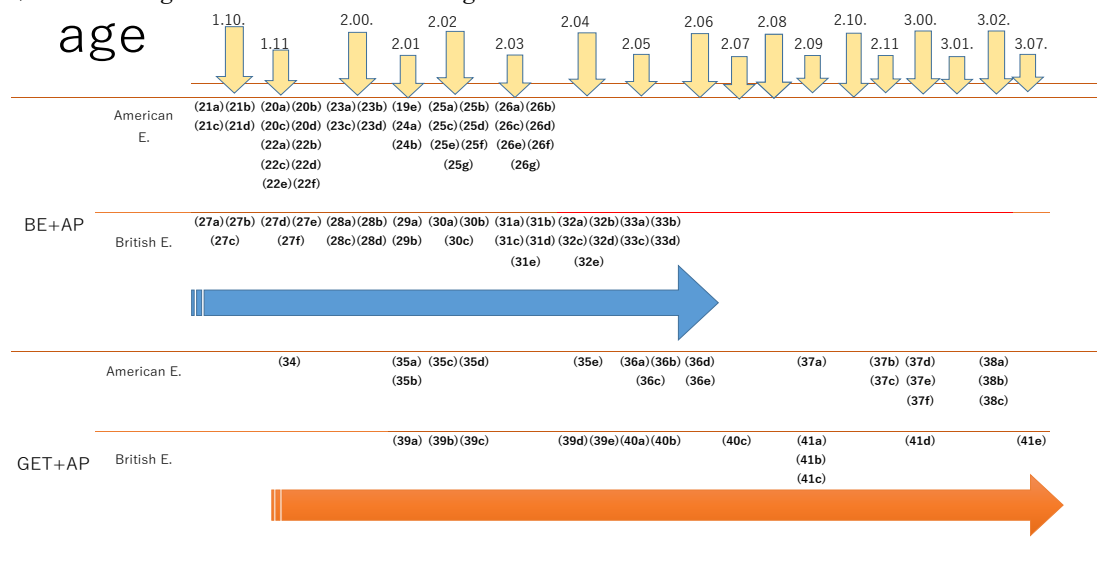 age
1.10. 2.00. 2.02 2.04 2.06 2.08 2.10. 3.00. 3.02.
1.11 2.01 2.03 2.05 2.07 2.09 2.11 3.01. 3.07.
American E.
(21a)(21b) (20a)(20b) (23a)(23b) (19e) (25a)(25b) (26a)(26b)
(21c)(21d) (20c)(20d) (23c)(23d) (24a) (25c)(25d) (26c)(26d)
(22a)(22b) (24b) (25e)(25f) (26e)(26f)
(22c)(22d) (25g) (26g)
(22e)(22f)
BE+AP
British E.
(27a)(27b) (27d)(27e) (28a)(28b) (29a) (30a)(30b) (31a)(31b) (32a)(32b) (33a)(33b)
(27c) (27f) (28c)(28d) (29b) (30c) (31c)(31d) (32c)(32d) (33c)(33d)
(31e) (32e)
American E.
(34) (35a) (35c)(35d) (35e) (36a)(36b) (36d) (37a) (37b) (37d) (38a)
(35b) (36c) (36e) (37c) (37e) (38b)
(37f) (38c)
GET+AP
British E.
(39a) (39b)(39c) (39d)(39e) (40a)(40b) (40c) (41a) (41d) (41e)
(41b)
(41c)